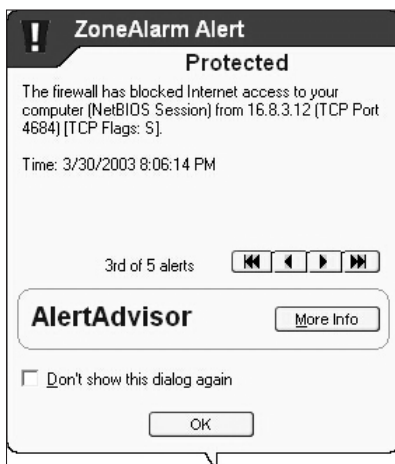 ZoneAlarm Alert
Protected
The firewall has blocked Internet access to your
computer (NetBIOS Session) from 16.8.3.12 (TCP Port
4684) [TCP Flags: S].
Time: 3/30/2003 8:06:14 PM
3rd of 5 alerts
AlertAdvisor
More Info
Don't show this dialog again
OK